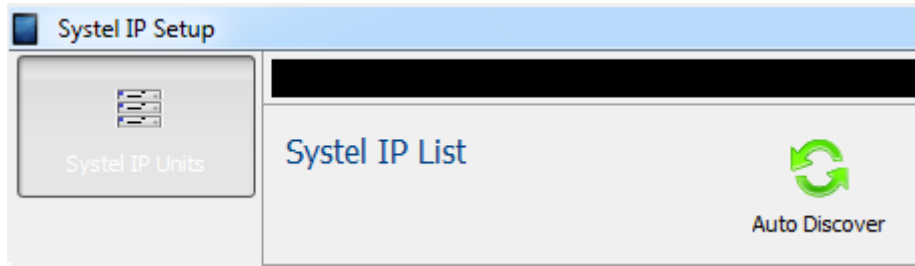 Systel IP Setup
Systel IP Units
Systel IP List
Auto Discover